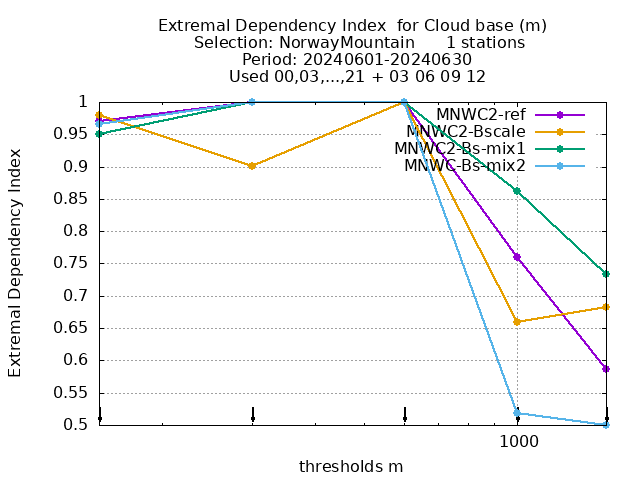 Extremal Dependency Index  for Cloud base (m)
Selection: NorwayMountain      1 stations
Period: 20240601-20240630
Used 00,03,...,21 + 03 06 09 12
Extremal Dependency Index
1
0.95
0.9
0.85
0.8
0.75
0.7
0.65
0.6
0.55
0.5
MNWC2-ref
MNWC2-Bscale
MNWC2-Bs-mix1
MNWC-Bs-mix2
1000
thresholds m